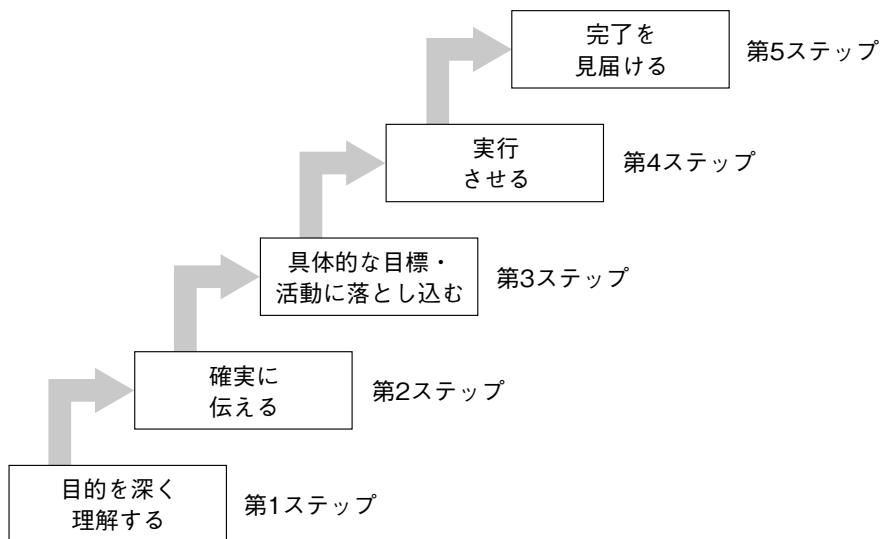 完了を
見届ける
第5ステップ
実行
させる
第4ステップ
具体的な目標・
活動に落とし込む
第3ステップ
確実に
伝える
第2ステップ
目的を深く
理解する
第1ステップ